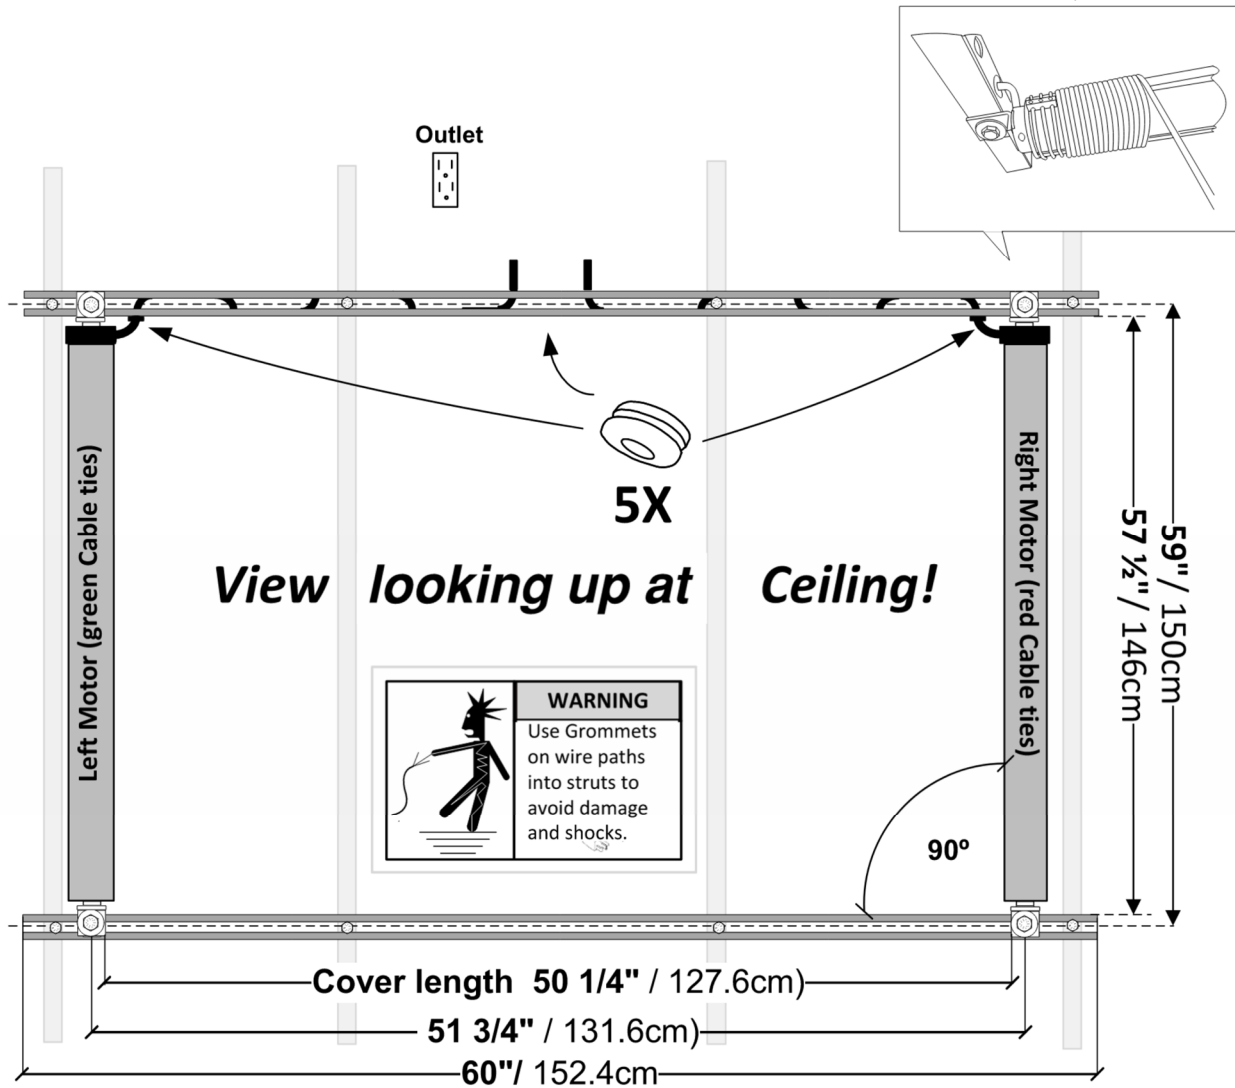 Outlet
Left Motor (green Cable ties)
Right Motor (red Cable ties)
5X
57 ½" / 146cm
59" / 150cm
View looking up at Ceiling!
WARNING
Use Grommets
on wire paths
into struts to
avoid damage
and shocks.
90º
Cover length 50 1/4" / 127.6cm)
51 3/4" / 131.6cm)
60"/ 152.4cm